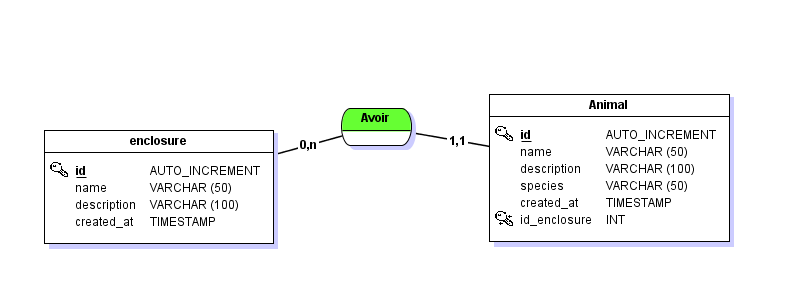 enclosure
id AUTO_INCREMENT
name VARCHAR (50)
description VARCHAR (100)
created_at TIMESTAMP
0,n
Avoir
1,1
Animal
id AUTO_INCREMENT
name VARCHAR (50)
description VARCHAR (100)
species VARCHAR (50)
created_at TIMESTAMP
id_enclosure INT